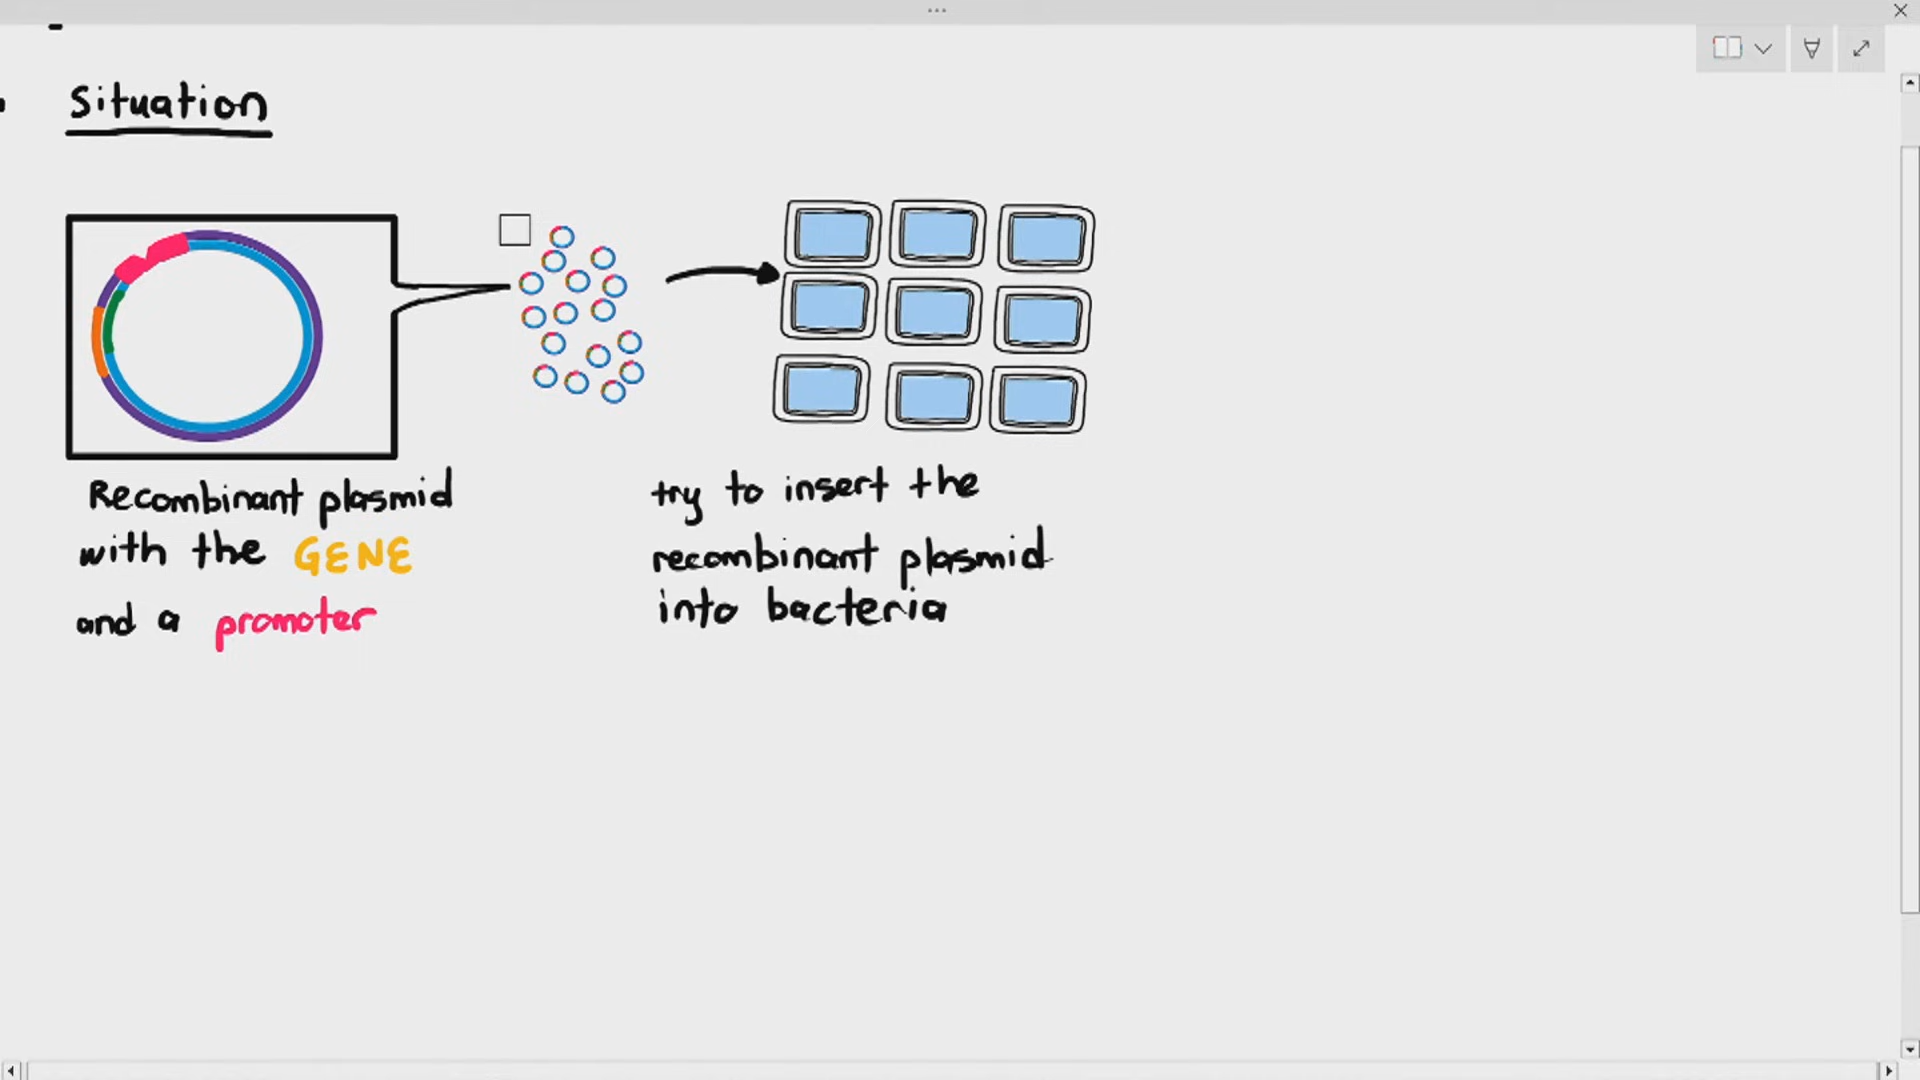 Situation
Recombinant plasmid
with the GENE
and a promoter
try to insert the
recombinant plasmid
into bacteria